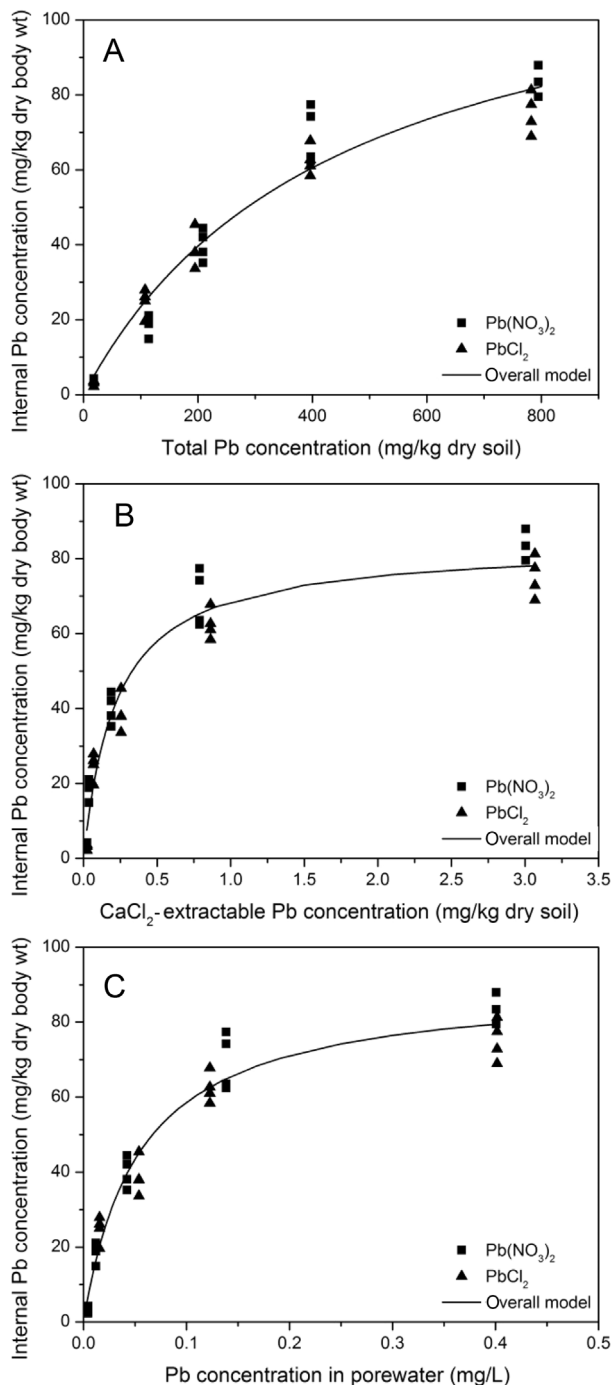 A
Internal Pb concentration (mg/kg dry body wt)
100
80
60
40
20
0
Pb(NO₃)₂
PbCl₂
Overall model
0 200 400 600 800
Total Pb concentration (mg/kg dry soil)
B
Internal Pb concentration (mg/kg dry body wt)
100
80
60
40
20
0
Pb(NO₃)₂
PbCl₂
Overall model
0.0 0.5 1.0 1.5 2.0 2.5 3.0 3.5
CaCl₂-extractable Pb concentration (mg/kg dry soil)
C
Internal Pb concentration (mg/kg dry body wt)
100
80
60
40
20
0
Pb(NO₃)₂
PbCl₂
Overall model
0.0 0.1 0.2 0.3 0.4 0.5
Pb concentration in porewater (mg/L)